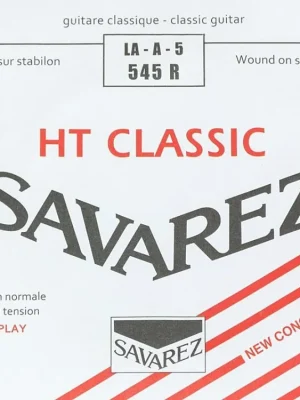 guitare classique - classic guitar
LA - A - 5
sur stabilon
545 R
Wound on s
HT CLASSIC
SAVAREZ
n normale
tension
PLAY
SAVAREZ
NEW CONC